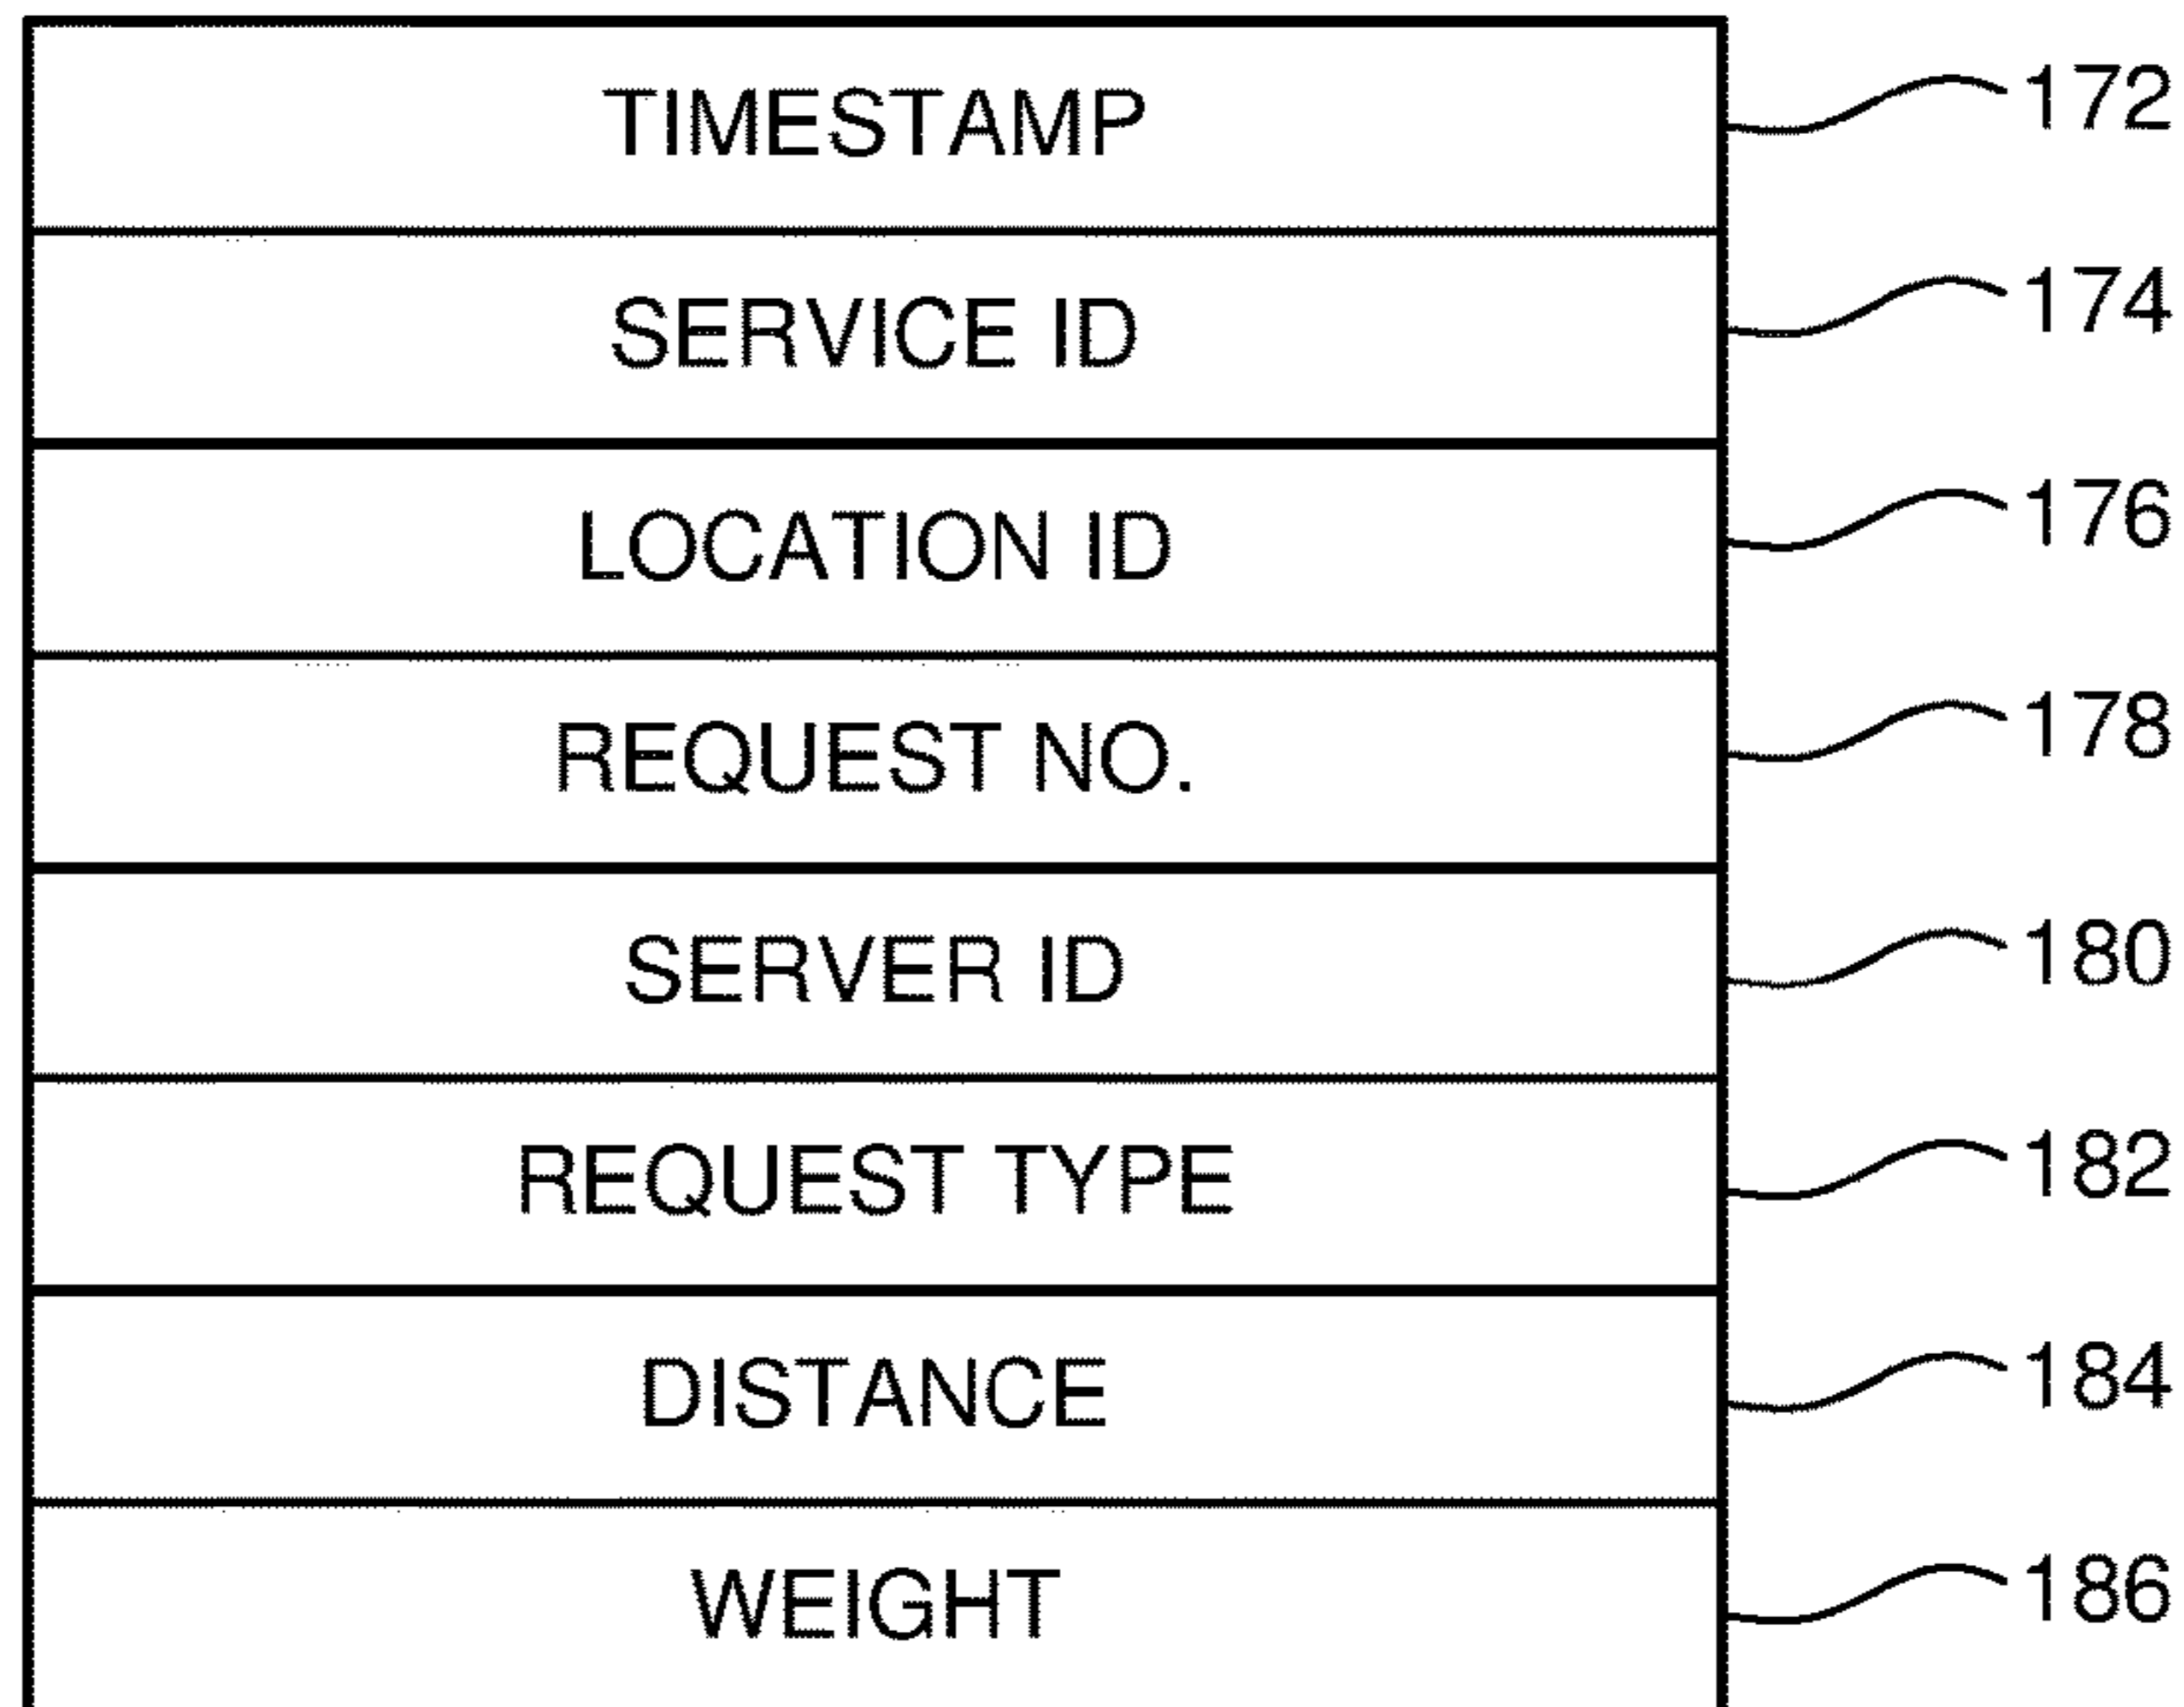 TIMESTAMP 172
SERVICE ID 174
LOCATION ID 176
REQUEST NO. 178
SERVER ID 180
REQUEST TYPE 182
DISTANCE 184
WEIGHT 186